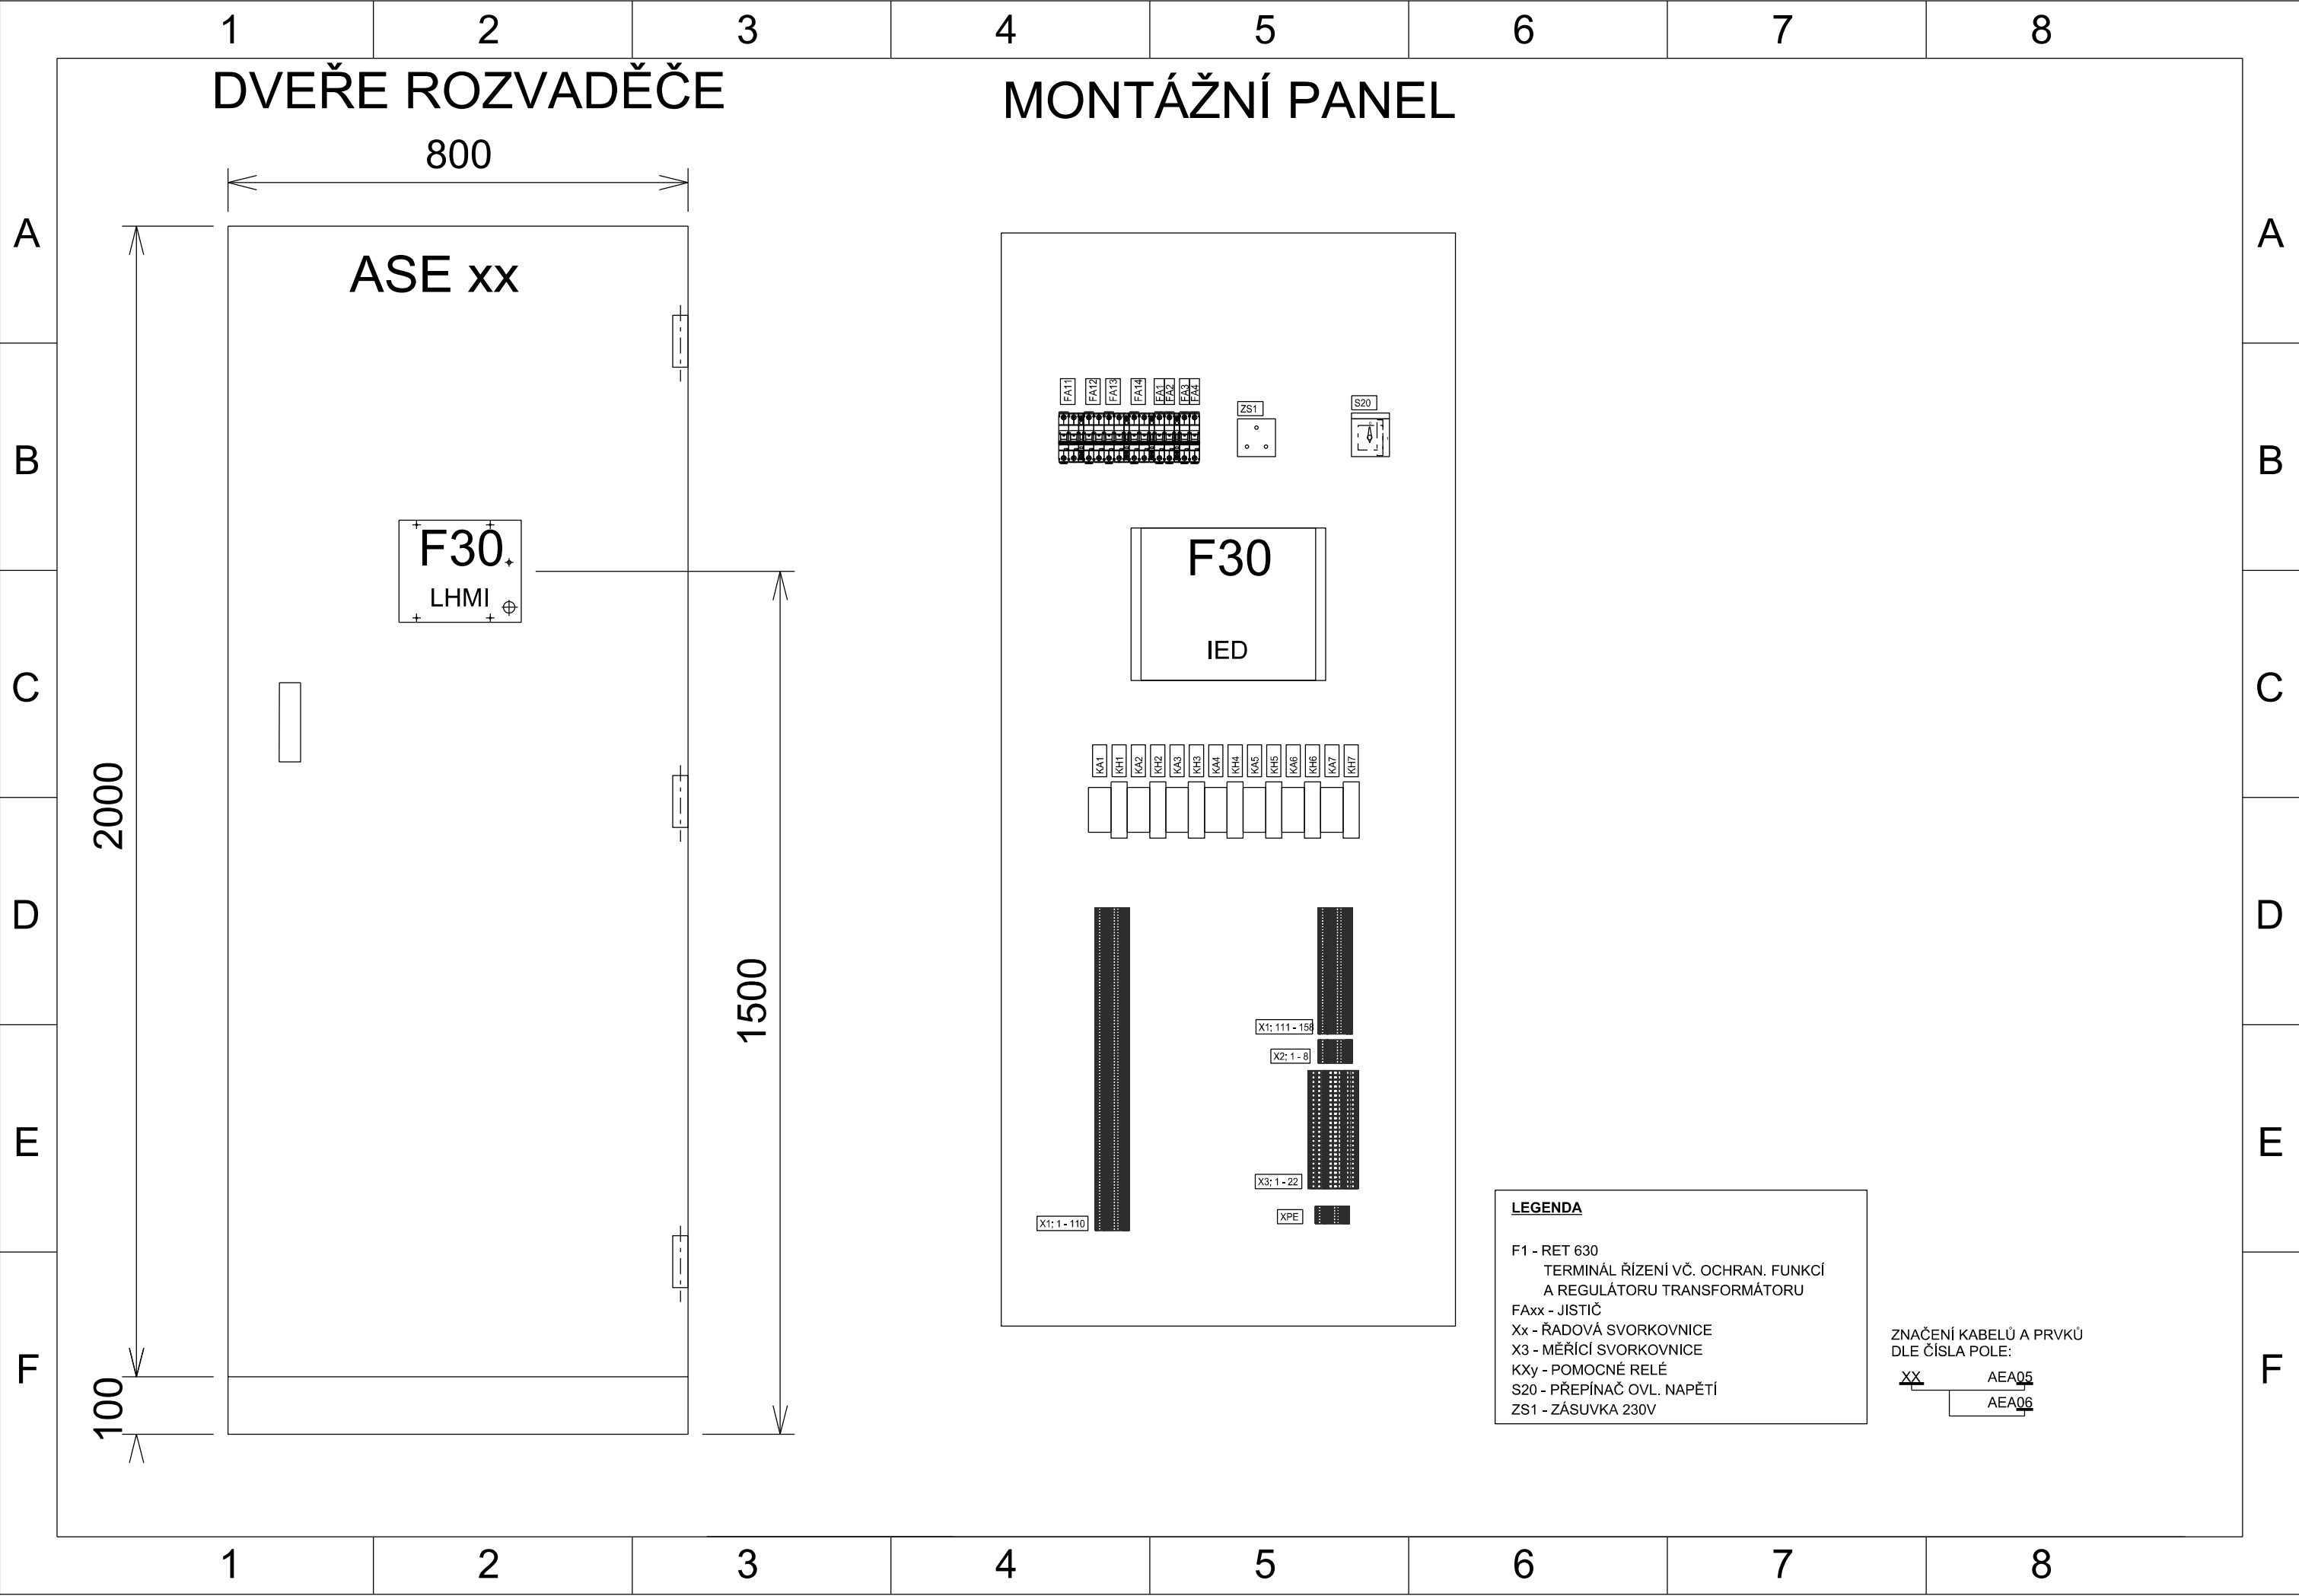 1 2 3 4 5 6 7 8
DVEŘE ROZVADĚČE
MONTÁŽNÍ PANEL
800
A A
ASE xx
FA11 FA12 FA13 FA14 FA1 FA2 FA3 FA4
ZS1
S20
B B
F30
LHMI
F30
IED
C C
2000
KA1 KH1 KA2 KH2 KA3 KH3 KA4 KH4 KA5 KH5 KA6 KH6 KA7 KH7
D D
1500
X1; 111 - 158
X2; 1 - 8
E E
X3; 1 - 22
XPE
X1; 1 - 110
LEGENDA
F1 - RET 630
TERMINÁL ŘÍZENÍ VČ. OCHRAN. FUNKCÍ
A REGULÁTORU TRANSFORMÁTORU
FAxx - JISTIČ
Xx - ŘADOVÁ SVORKOVNICE
X3 - MĚŘÍCÍ SVORKOVNICE
KXy - POMOCNÉ RELÉ
S20 - PŘEPÍNAČ OVL. NAPĚTÍ
ZS1 - ZÁSUVKA 230V
ZNAČENÍ KABELŮ A PRVKŮ
DLE ČÍSLA POLE:
XX AEA05
AEA06
F F
100
1 2 3 4 5 6 7 8